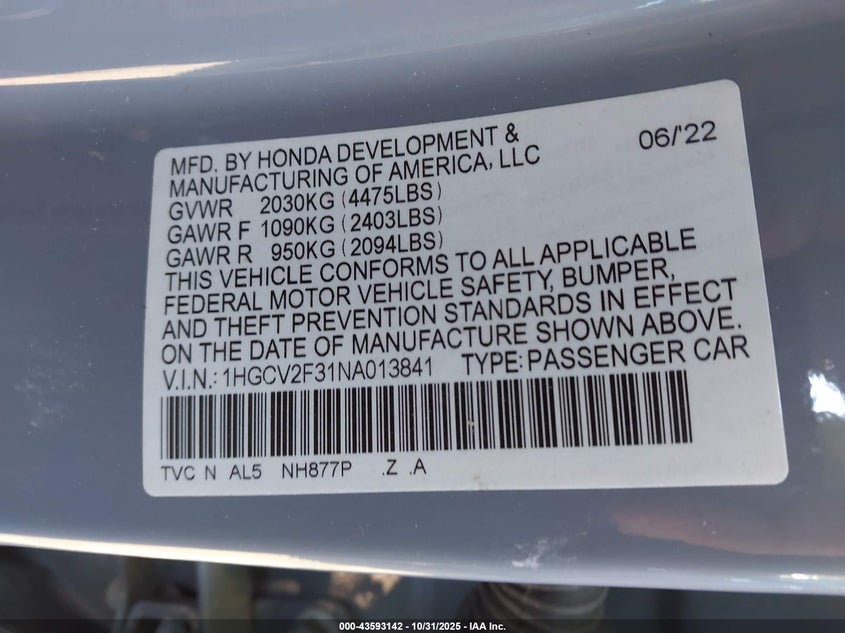 MFD. BY HONDA DEVELOPMENT & 06/'22
MANUFACTURING OF AMERICA, LLC
GVWR 2030KG (4475LBS)
GAWR F 1090KG (2403LBS)
GAWR R 950KG (2094LBS)
THIS VEHICLE CONFORMS TO ALL APPLICABLE
FEDERAL MOTOR VEHICLE SAFETY, BUMPER,
AND THEFT PREVENTION STANDARDS IN EFFECT
ON THE DATE OF MANUFACTURE SHOWN ABOVE.
V.I.N.: 1HGCV2F31NA013841 TYPE: PASSENGER CAR
TVC N AL5 NH877P .Z .A
000-43593142 - 10/31/2025 - IAA Inc.